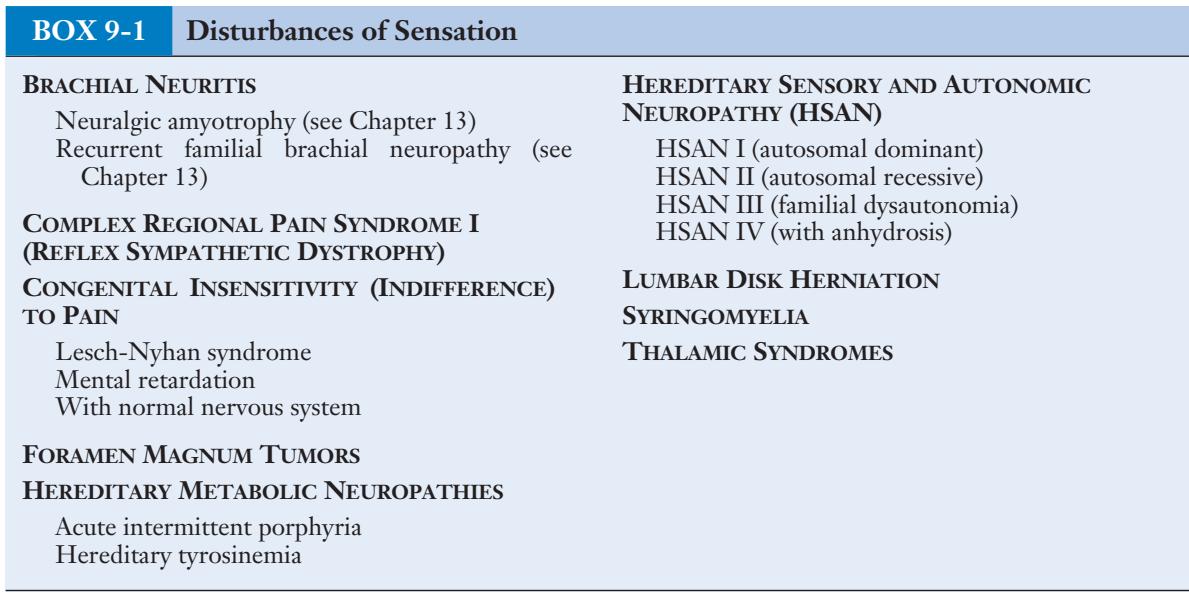 BOX 9-1 Disturbances of Sensation
BRACHIAL NEURITIS
Neuralgic amyotrophy (see Chapter 13)
Recurrent familial brachial neuropathy (see
Chapter 13)
COMPLEX REGIONAL PAIN SYNDROME I
(REFLEX SYMPATHETIC DYSTROPHY)
CONGENITAL INSENSITIVITY (INDIFFERENCE)
TO PAIN
Lesch-Nyhan syndrome
Mental retardation
With normal nervous system
FORAMEN MAGNUM TUMORS
HEREDITARY METABOLIC NEUROPATHIES
Acute intermittent porphyria
Hereditary tyrosinemia
HEREDITARY SENSORY AND AUTONOMIC
NEUROPATHY (HSAN)
HSAN I (autosomal dominant)
HSAN II (autosomal recessive)
HSAN III (familial dysautonomia)
HSAN IV (with anhydrosis)
LUMBAR DISK HERNIATION
SYRINGOMYELIA
THALAMIC SYNDROMES